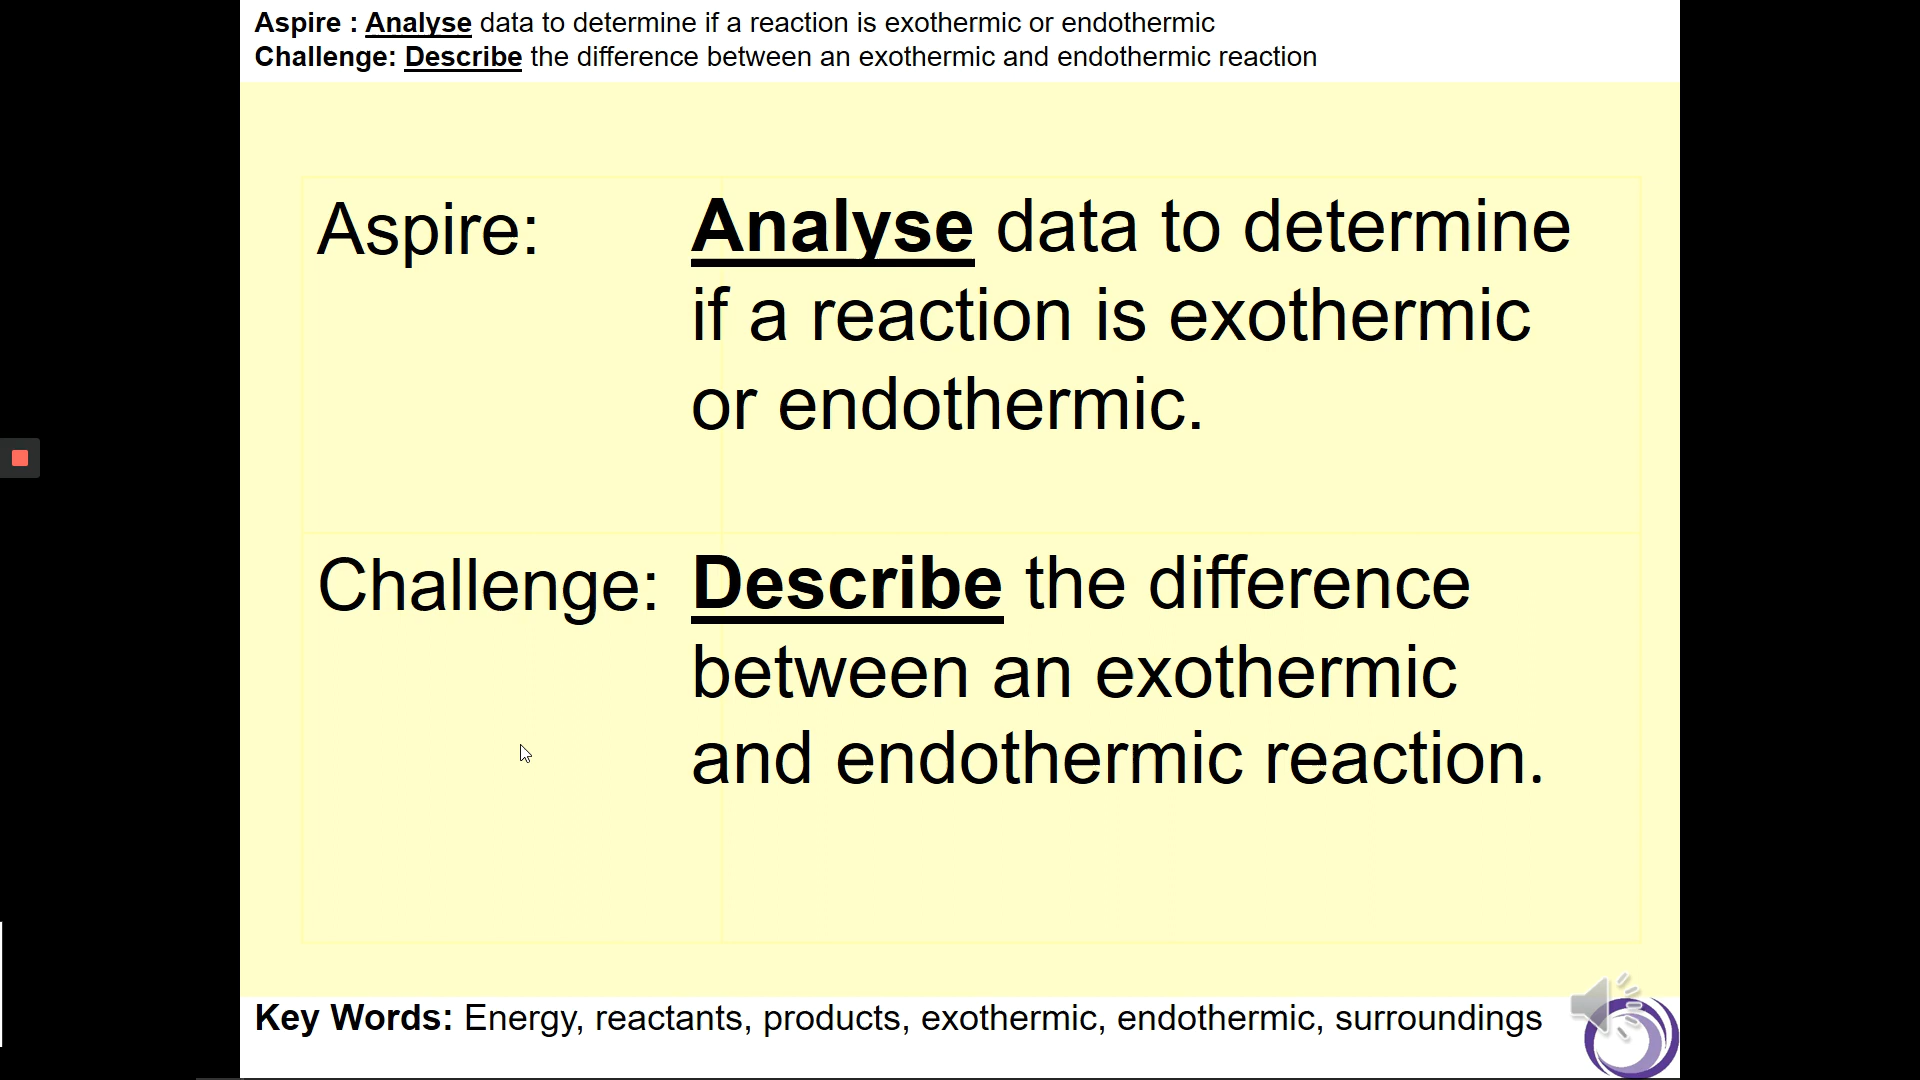 Aspire : Analyse data to determine if a reaction is exothermic or endothermic
Challenge: Describe the difference between an exothermic and endothermic reaction
Aspire:
Analyse data to determine
if a reaction is exothermic
or endothermic.
Challenge:
Describe the difference
between an exothermic
and endothermic reaction.
Key Words: Energy, reactants, products, exothermic, endothermic, surroundings